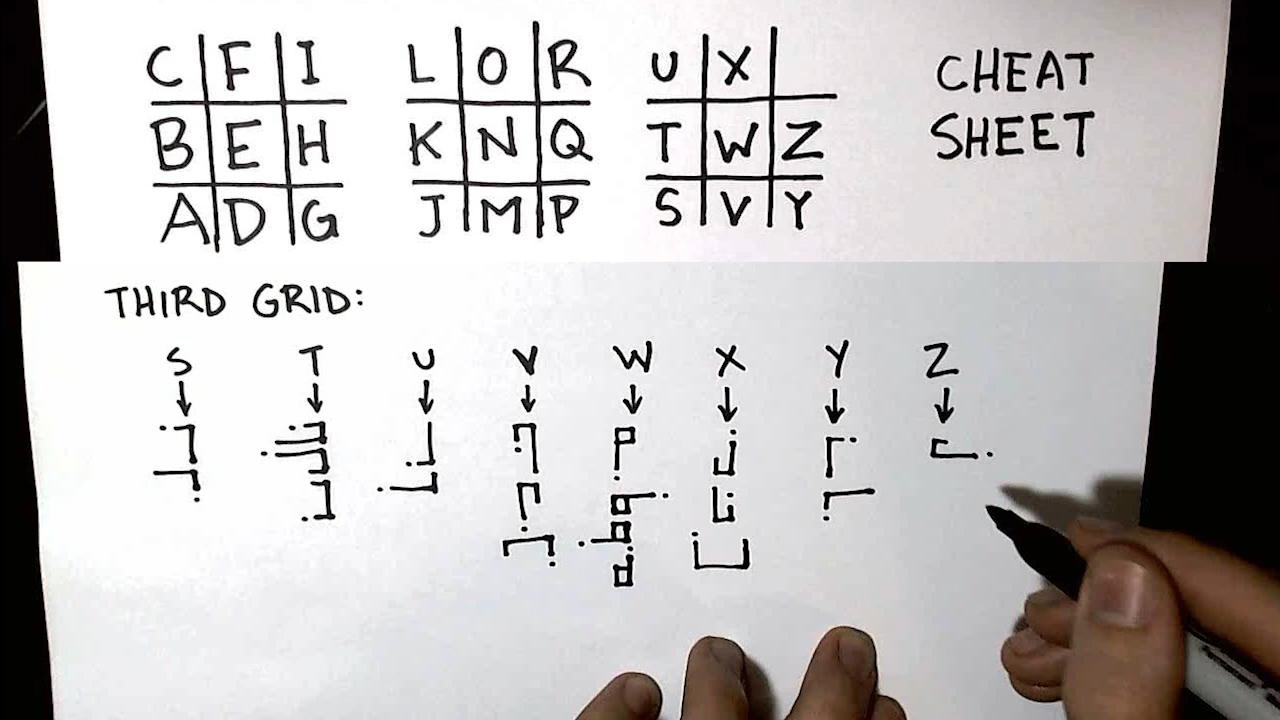 C F I L O R U X CHEAT
B E H K N Q T W Z SHEET
A D G J M P S V Y
THIRD GRID:
S T U V W X Y Z